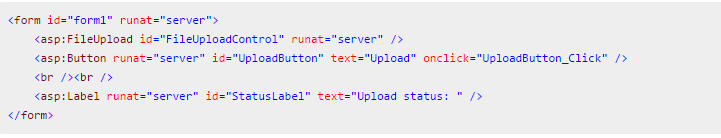 <form id="form1" runat="server">
<asp:FileUpload id="FileUploadControl" runat="server" />
<asp:Button runat="server" id="UploadButton" text="Upload" onclick="UploadButton_Click" />
<br /><br />
<asp:Label runat="server" id="StatusLabel" text="Upload status: " />
</form>